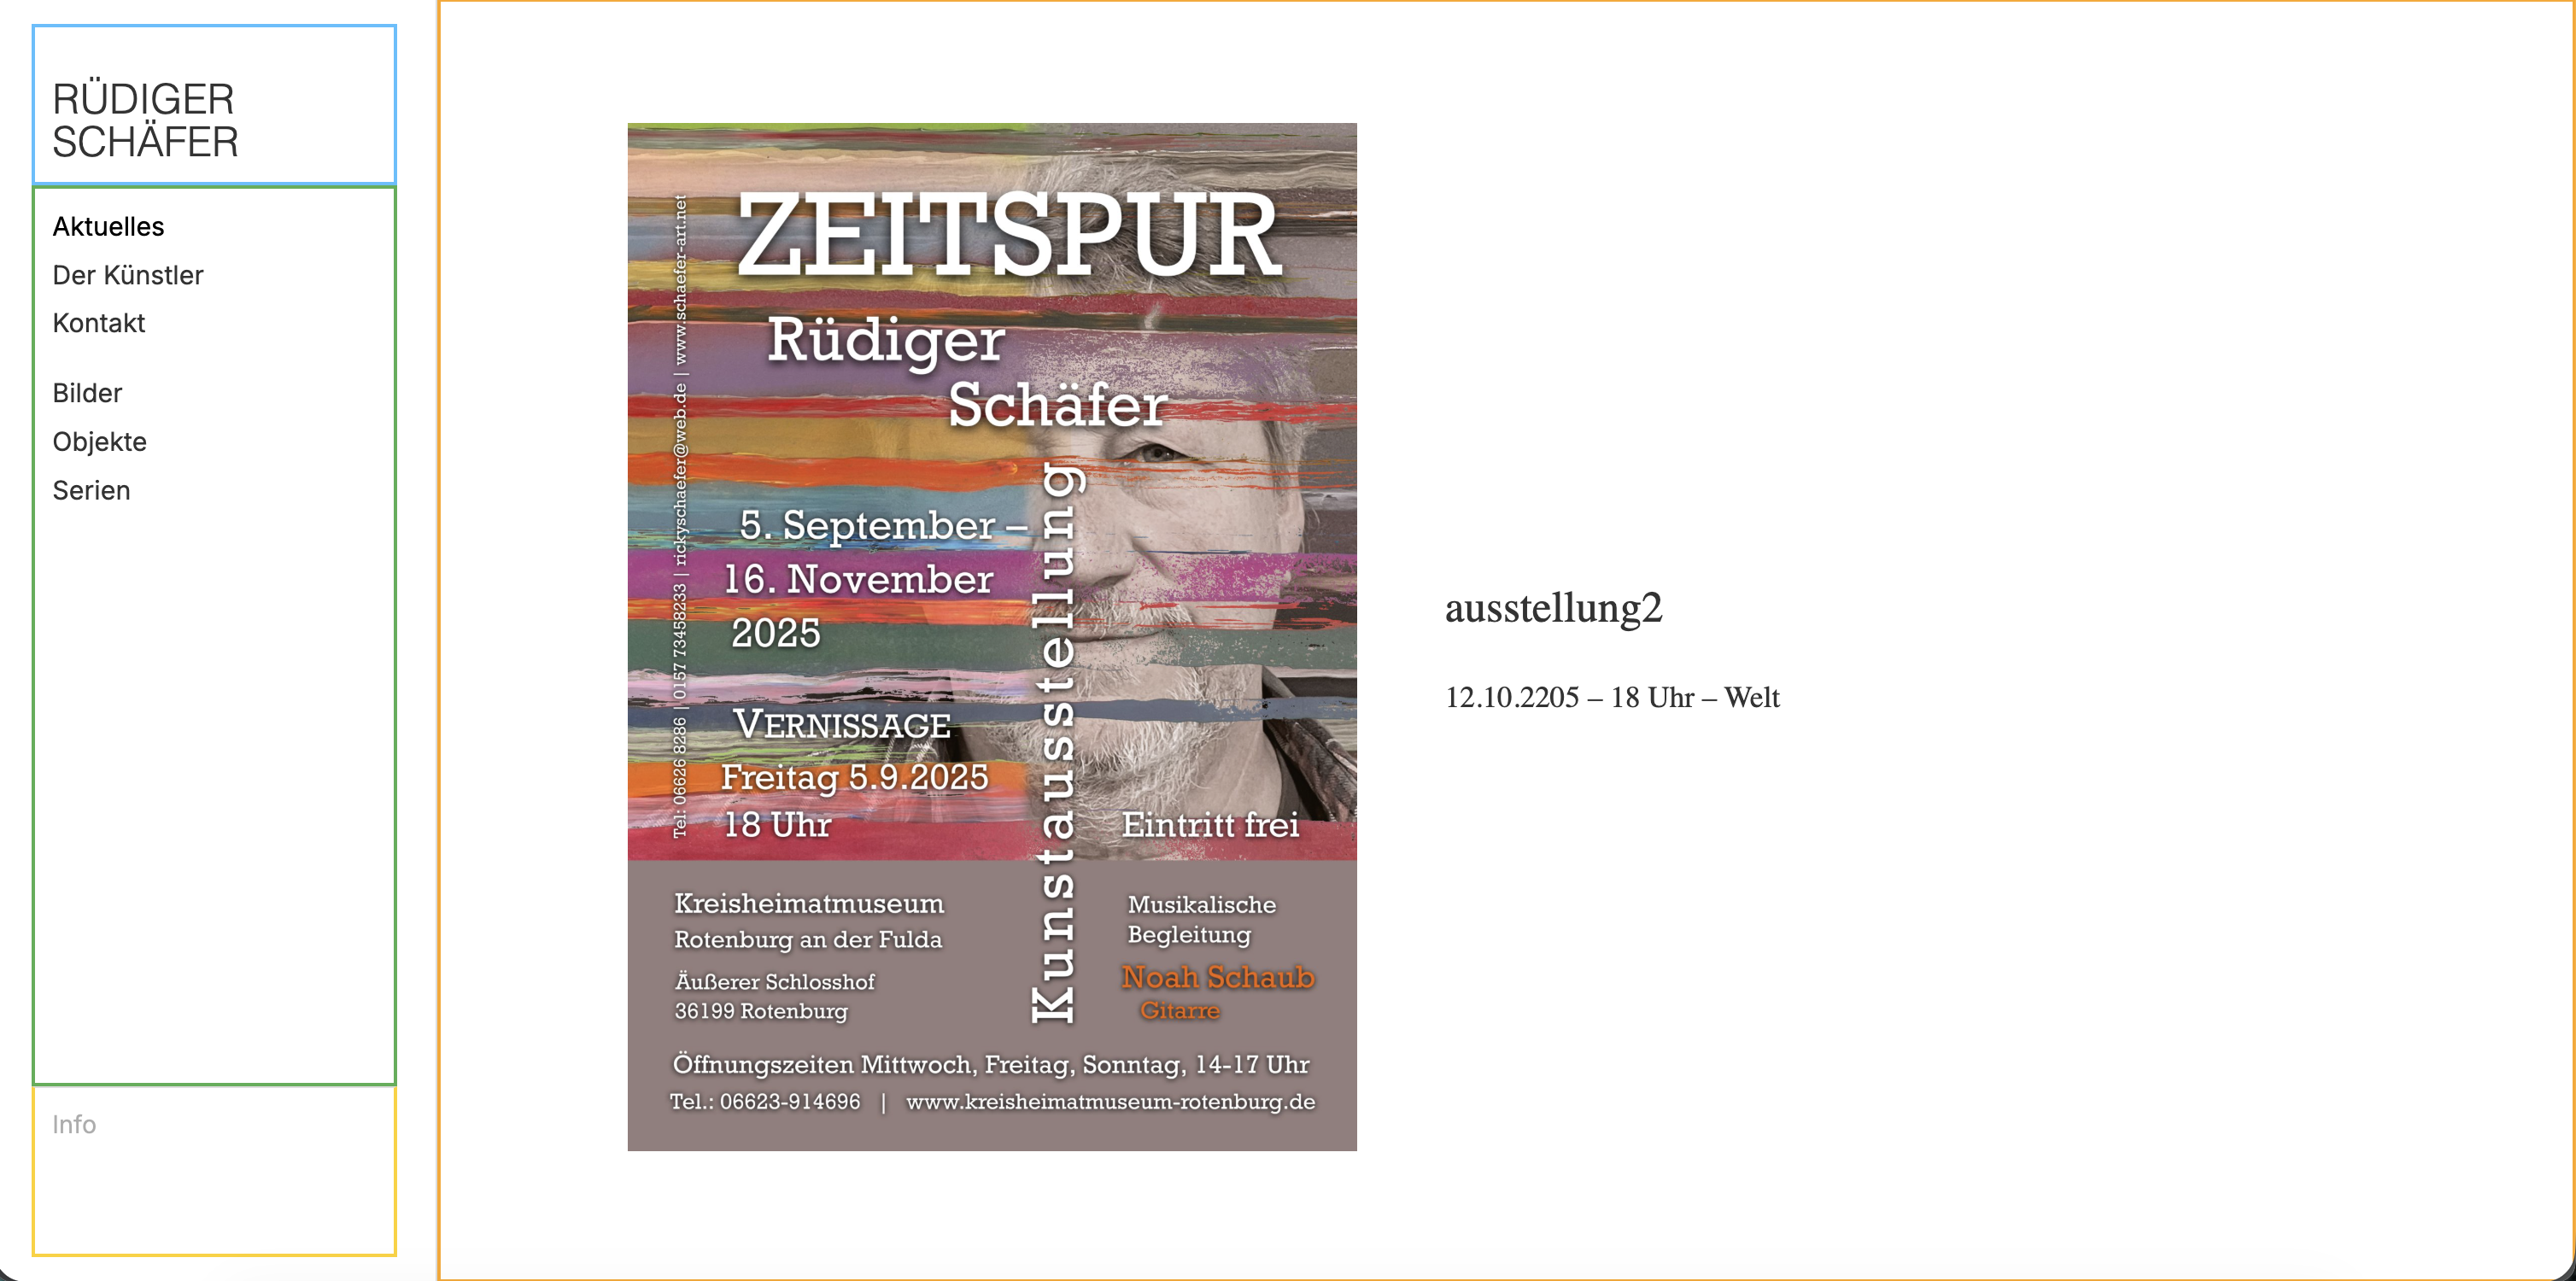 RÜDIGER
SCHÄFER
Aktuelles
Der Künstler
Kontakt
Bilder
Objekte
Serien
Info
ZEITSPUR
Rüdiger
Schäfer
5. September –
16. November
2025
VERNISSAGE
Freitag 5.9.2025
18 Uhr
Eintritt frei
Kunstausstellung
Tel: 06626 8286 | 0157 73458233 | rickyschaefer@web.de | www.schaefer-art.net
Kreisheimatmuseum
Rotenburg an der Fulda
Äußerer Schlosshof
36199 Rotenburg
Musikalische
Begleitung
Noah Schaub
Gitarre
Öffnungszeiten Mittwoch, Freitag, Sonntag, 14-17 Uhr
Tel.: 06623-914696 | www.kreisheimatmuseum-rotenburg.de
ausstellung2
12.10.2205 – 18 Uhr – Welt